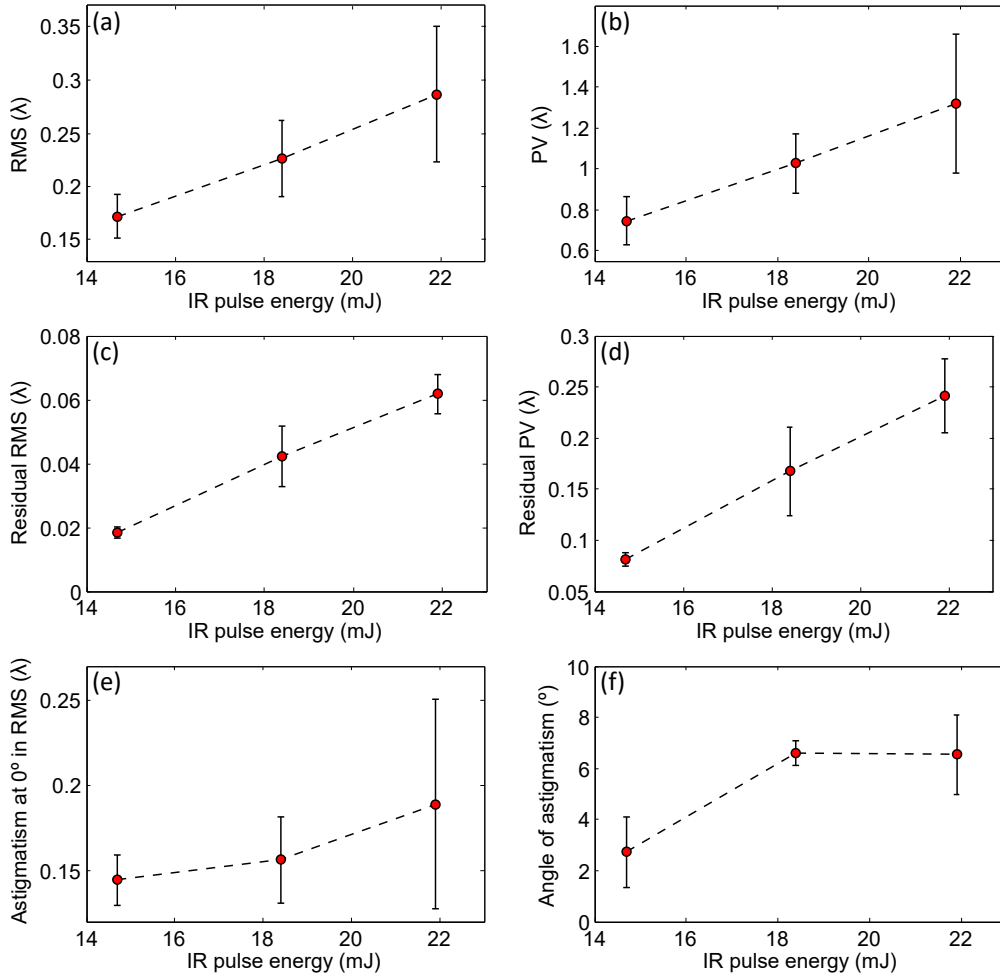 (a)
RMS (λ)
0.35
0.3
0.25
0.2
0.15
14 16 18 20 22
IR pulse energy (mJ)
(b)
PV (λ)
1.6
1.4
1.2
1
0.8
0.6
14 16 18 20 22
IR pulse energy (mJ)
(c)
Residual RMS (λ)
0.08
0.06
0.04
0.02
0
14 16 18 20 22
IR pulse energy (mJ)
(d)
Residual PV (λ)
0.3
0.25
0.2
0.15
0.1
0.05
14 16 18 20 22
IR pulse energy (mJ)
(e)
Astigmatism at 0º in RMS (λ)
0.25
0.2
0.15
14 16 18 20 22
IR pulse energy (mJ)
(f)
Angle of astigmatism (º)
10
8
6
4
2
0
14 16 18 20 22
IR pulse energy (mJ)